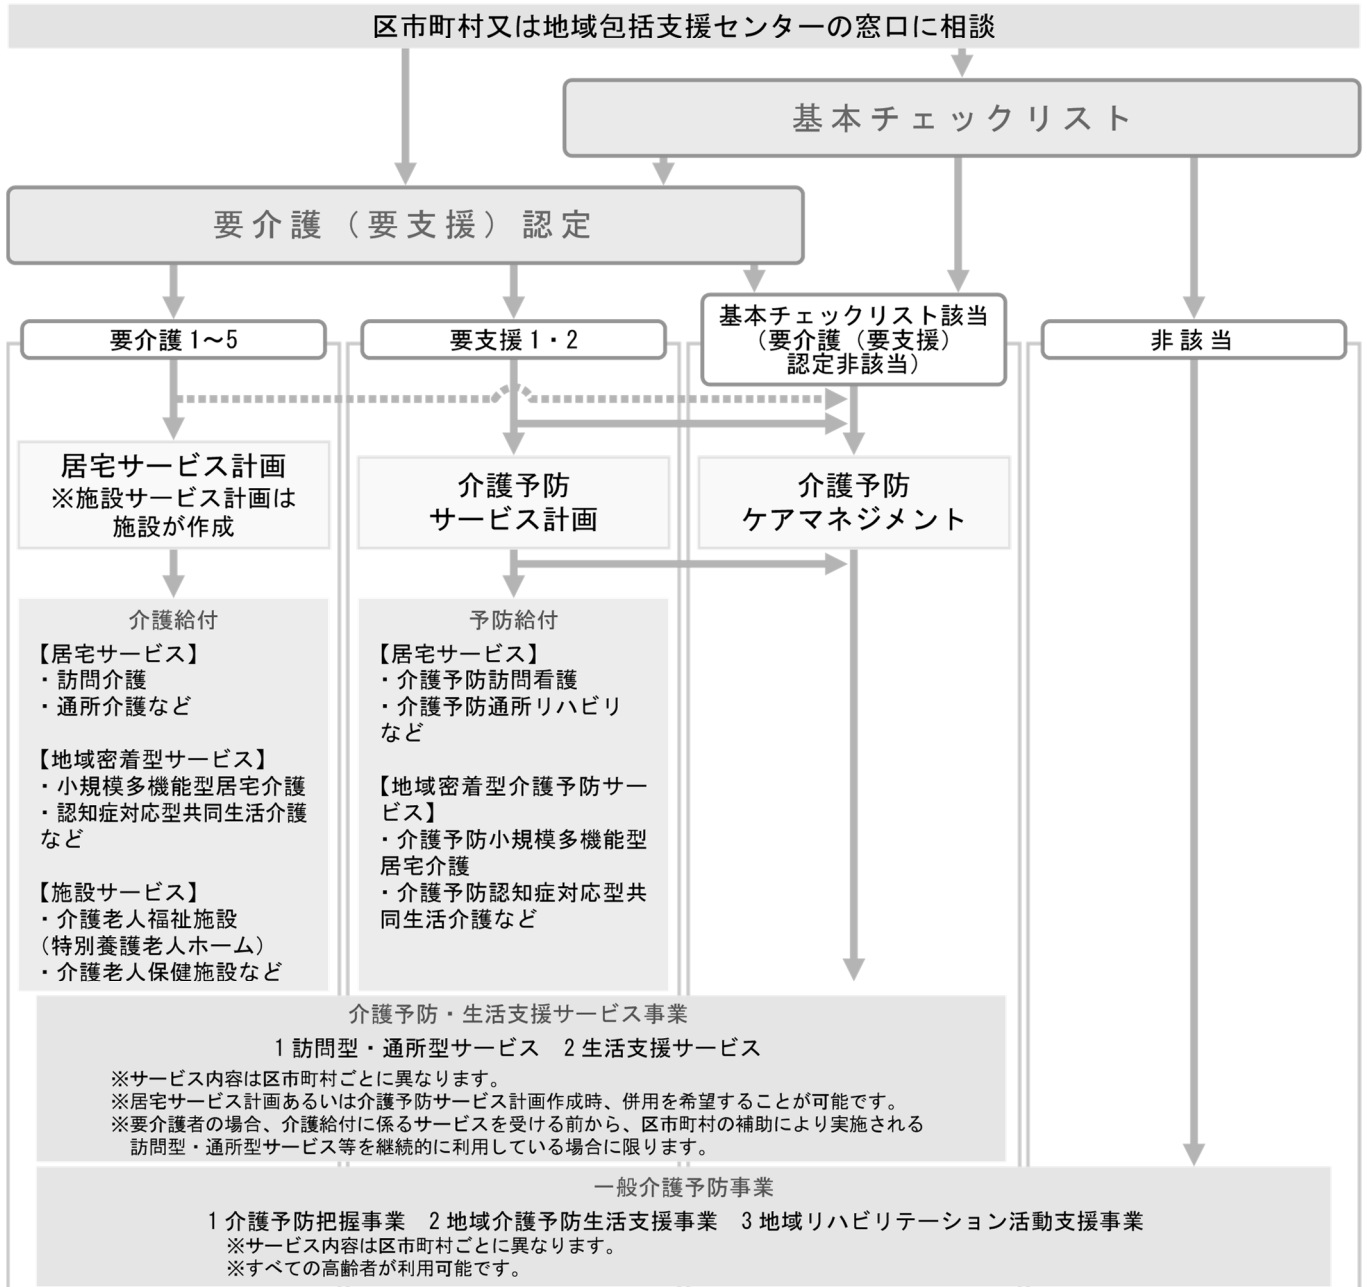 区市町村又は地域包括支援センターの窓口に相談
基本チェックリスト
要介護（要支援）認定
要介護1～5
要支援1・2
基本チェックリスト該当
（要介護（要支援）
認定非該当）
非該当
居宅サービス計画
※施設サービス計画は
施設が作成
介護予防
サービス計画
介護予防
ケアマネジメント
介護給付
【居宅サービス】
・訪問介護
・通所介護など
【地域密着型サービス】
・小規模多機能型居宅介護
・認知症対応型共同生活介護
など
【施設サービス】
・介護老人福祉施設
（特別養護老人ホーム）
・介護老人保健施設など
予防給付
【居宅サービス】
・介護予防訪問看護
・介護予防通所リハビリ
など
【地域密着型介護予防サー
ビス】
・介護予防小規模多機能型
居宅介護
・介護予防認知症対応型共
同生活介護など
介護予防・生活支援サービス事業
1 訪問型・通所型サービス　2 生活支援サービス
※サービス内容は区市町村ごとに異なります。
※居宅サービス計画あるいは介護予防サービス計画作成時、併用を希望することが可能です。
※要介護者の場合、介護給付に係るサービスを受ける前から、区市町村の補助により実施される
訪問型・通所型サービス等を継続的に利用している場合に限ります。
一般介護予防事業
1 介護予防把握事業　2 地域介護予防生活支援事業　3 地域リハビリテーション活動支援事業
※サービス内容は区市町村ごとに異なります。
※すべての高齢者が利用可能です。